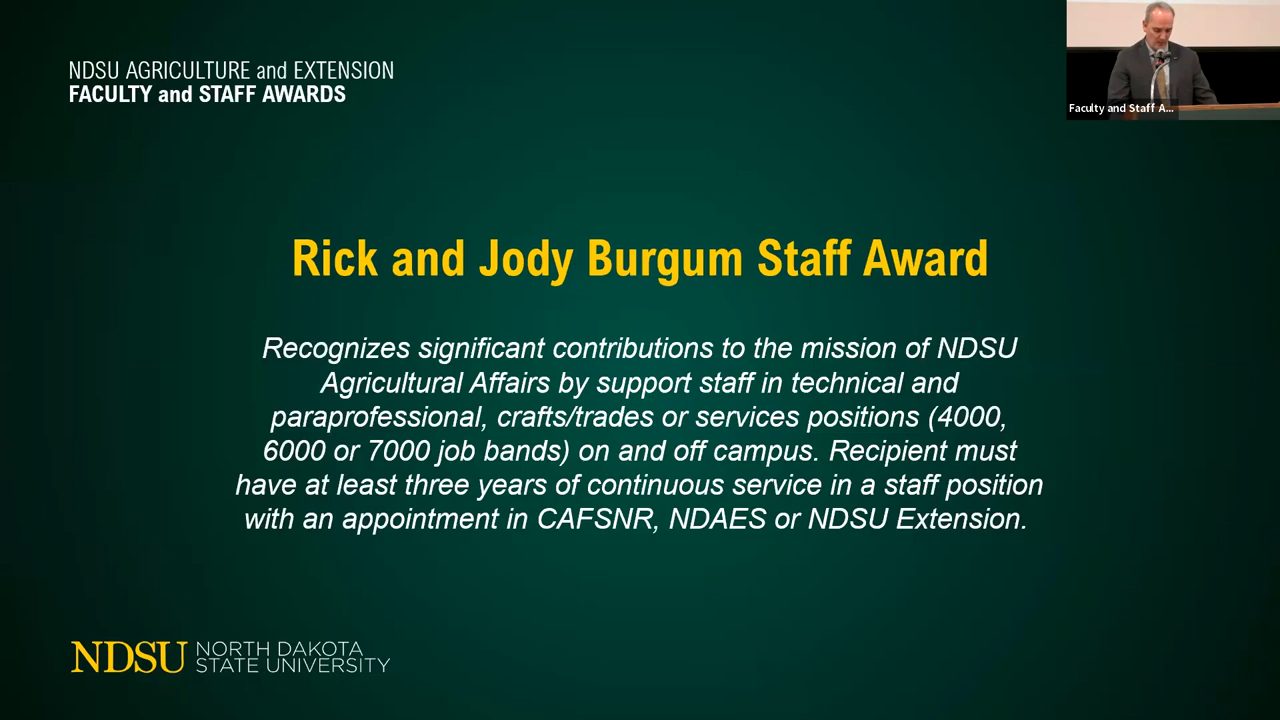 NDSU AGRICULTURE and EXTENSION
FACULTY and STAFF AWARDS
Faculty and Staff A...
Rick and Jody Burgum Staff Award
Recognizes significant contributions to the mission of NDSU
Agricultural Affairs by support staff in technical and
paraprofessional, crafts/trades or services positions (4000,
6000 or 7000 job bands) on and off campus. Recipient must
have at least three years of continuous service in a staff position
with an appointment in CAFSNR, NDAES or NDSU Extension.
NDSU NORTH DAKOTA
STATE UNIVERSITY